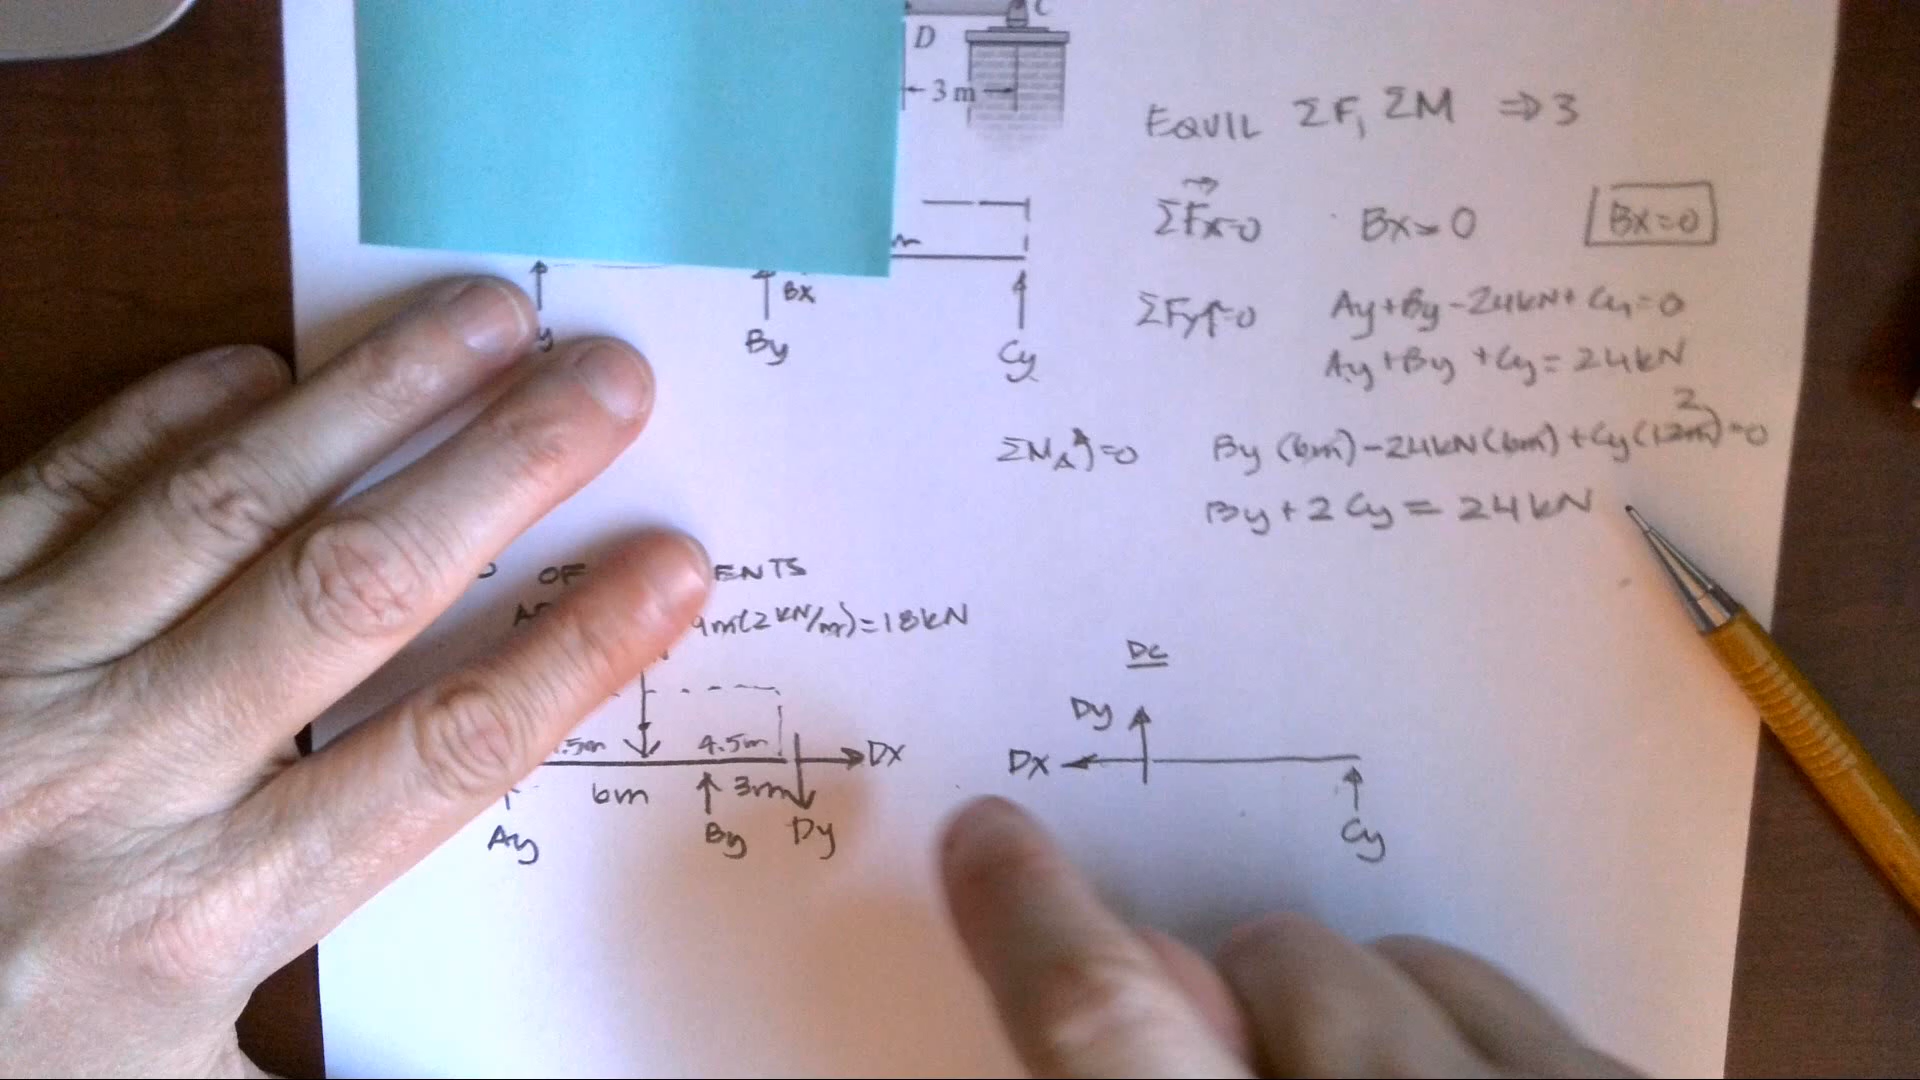 C
D
3 m
EQUIL ΣF, ΣM ⇒ 3
ΣFx=0 Bx=0 Bx=0
m
Bx
y By Cy
ΣFy↑=0 Ay+By-24kN+Cy=0
Ay+By+Cy=24kN
2
ΣMA=0 By(6m)-24kN(6m)+Cy(12m)=0
By+2Cy=24kN
OF ENTS
9m(2kN/m)=18kN
DC
Dy
.5m 4.5m Dx Dx
6m 3m
Ay By Dy Cy